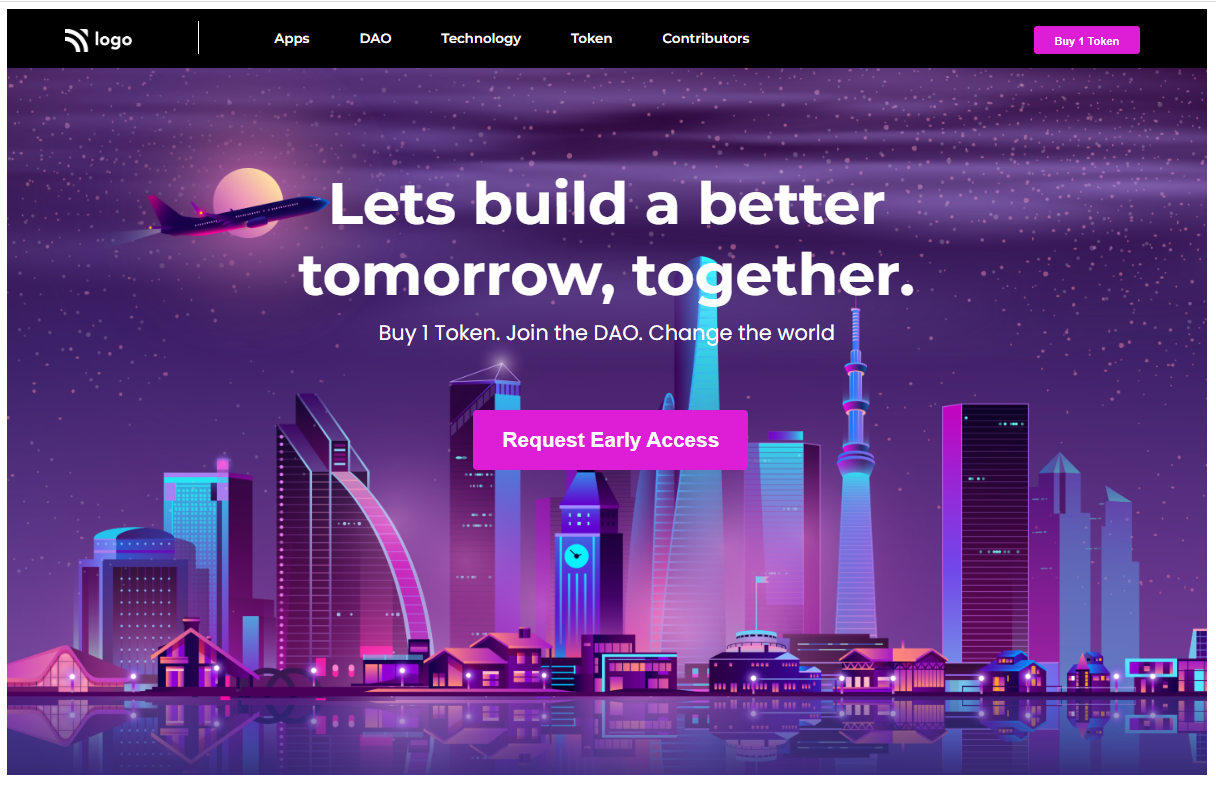 logo
Apps DAO Technology Token Contributors Buy 1 Token
Lets build a better
tomorrow, together.
Buy 1 Token. Join the DAO. Change the world
Request Early Access